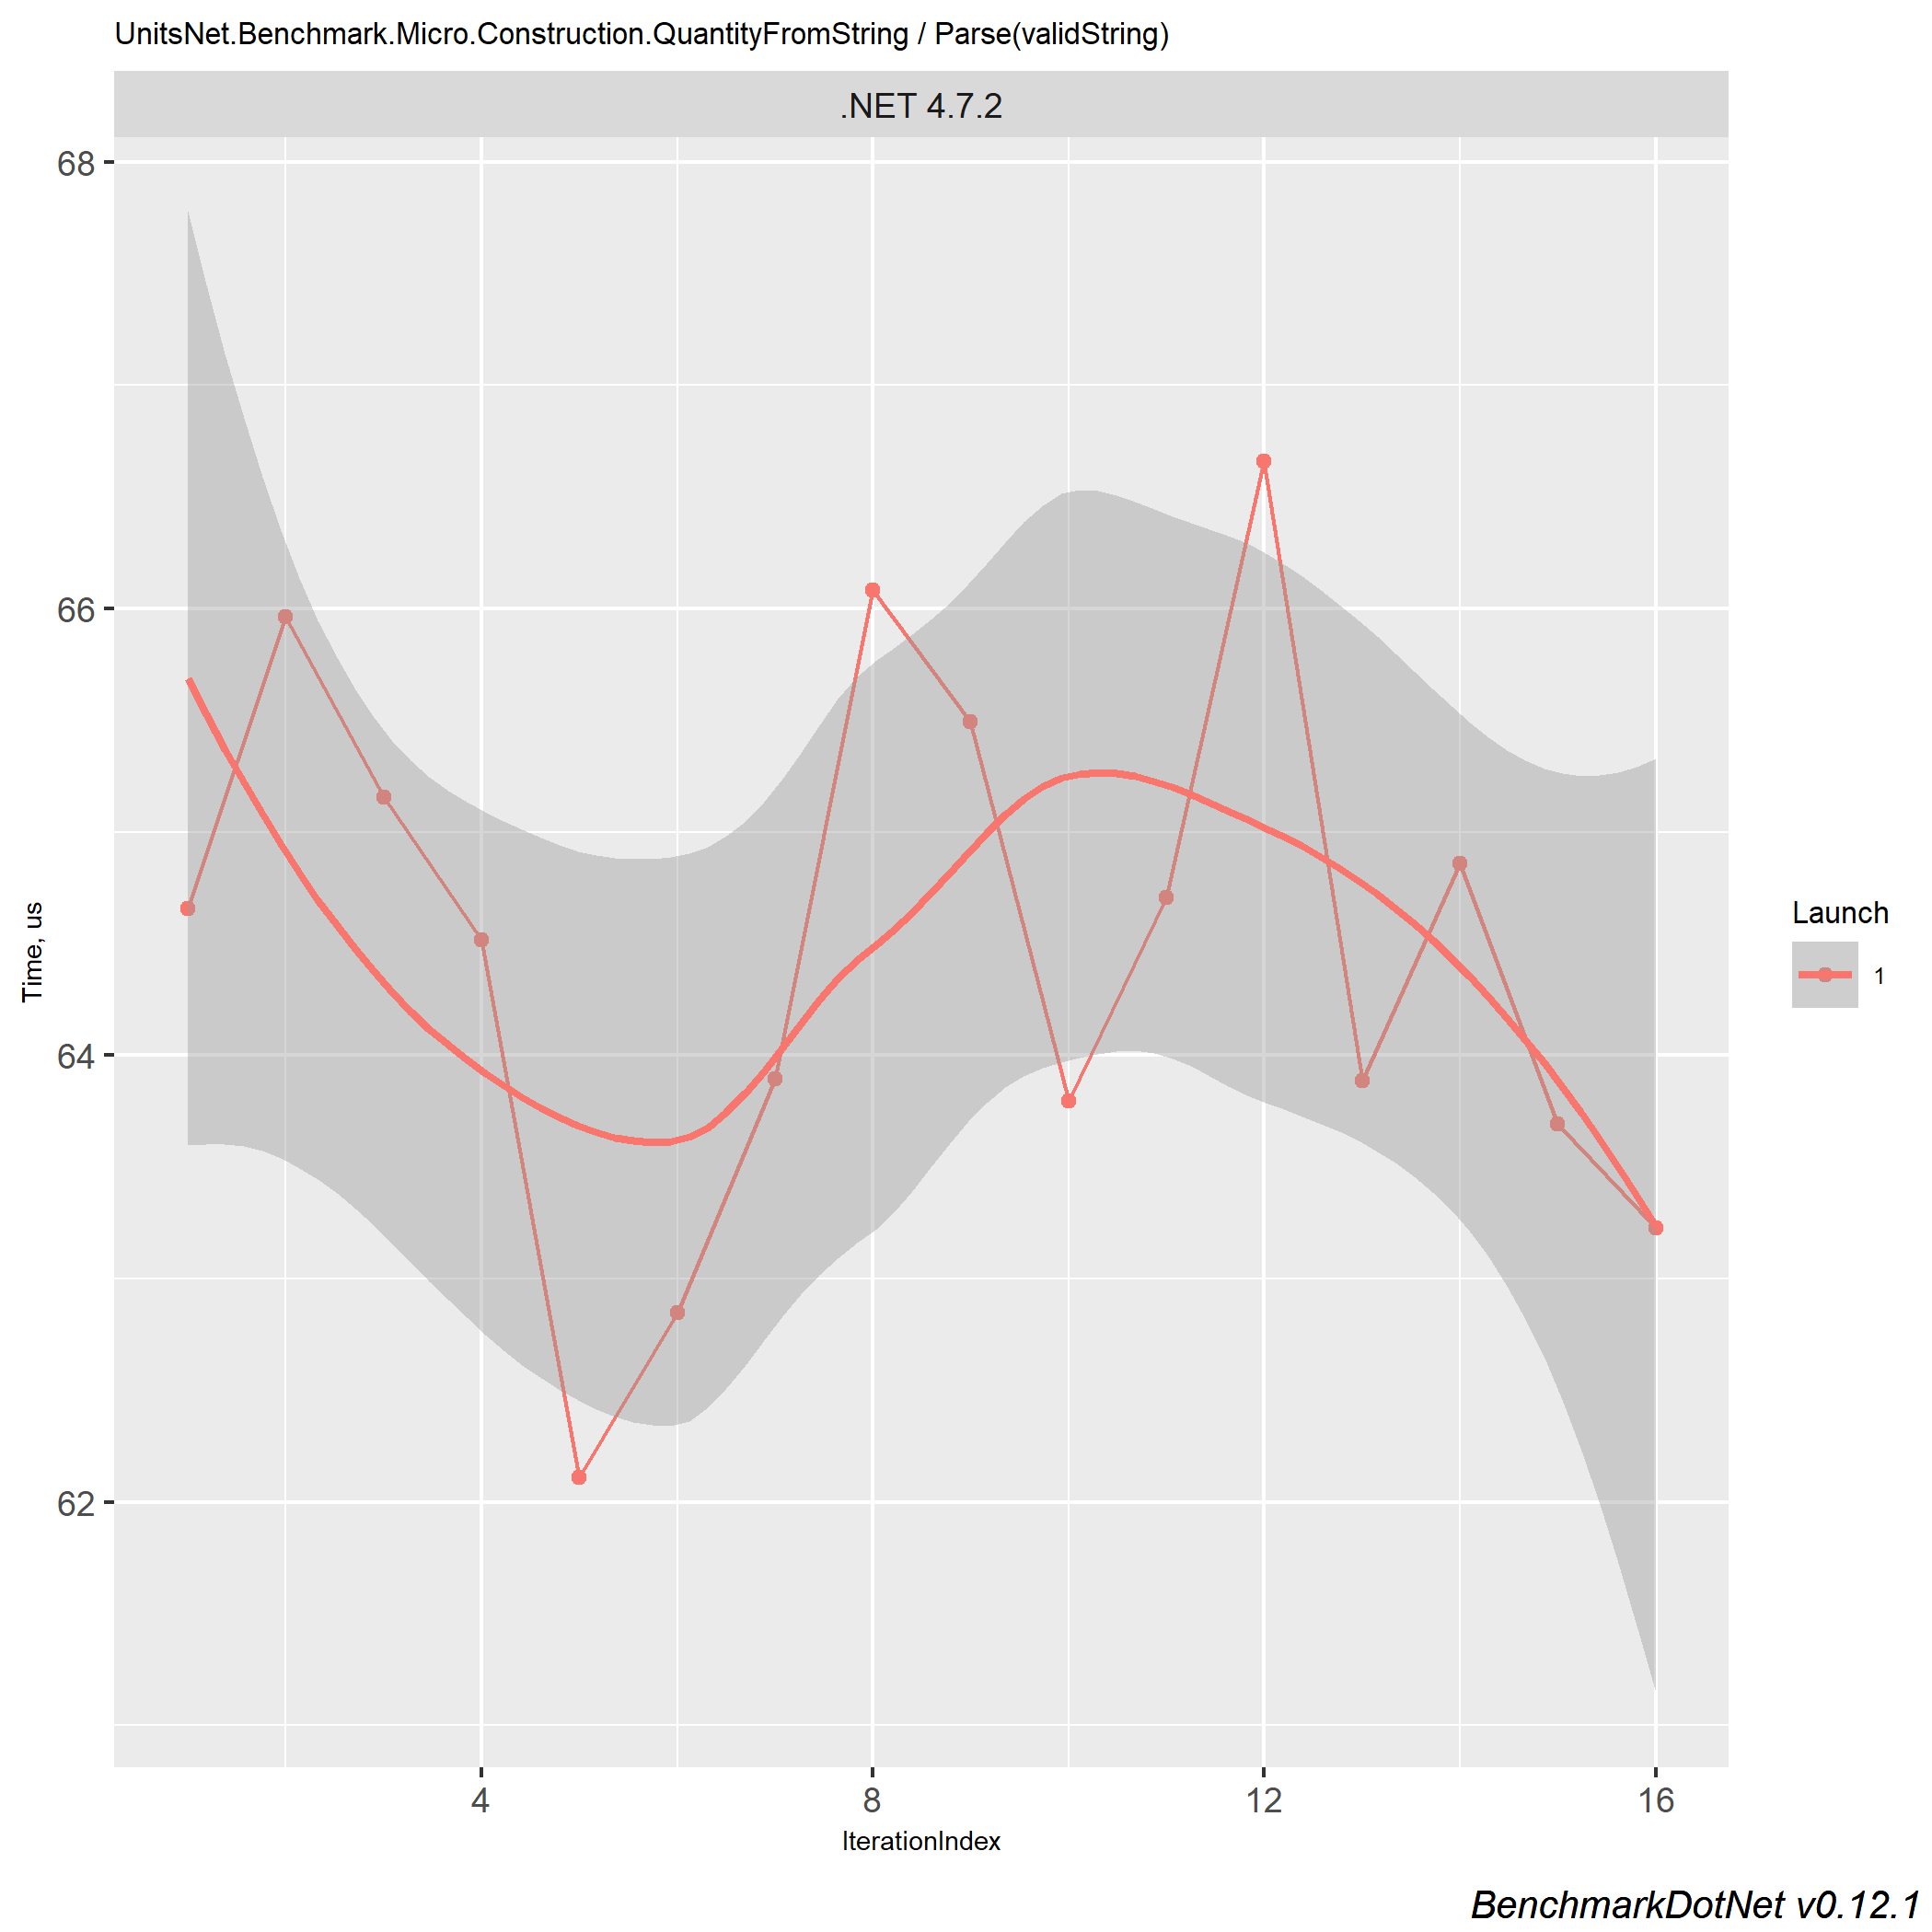 UnitsNet.Benchmark.Micro.Construction.QuantityFromString / Parse(validString)
.NET 4.7.2
68
66
64
62
Time, us
4 8 12 16
IterationIndex
Launch
1
BenchmarkDotNet v0.12.1